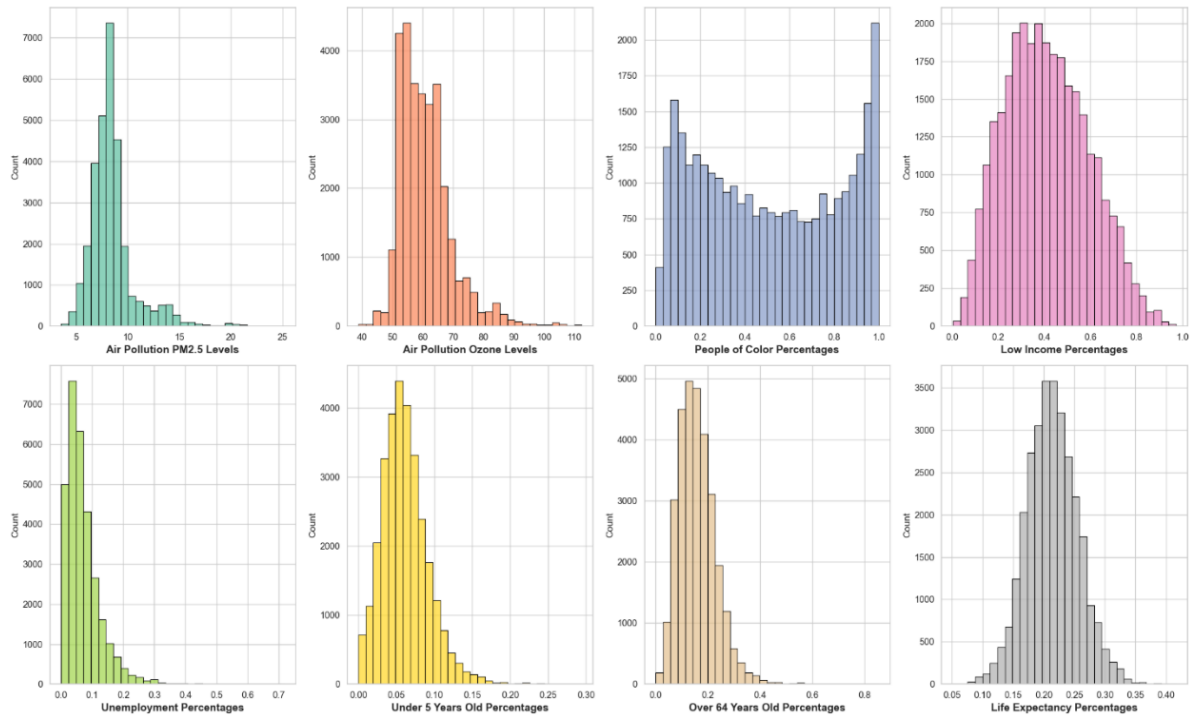 Count
7000
6000
5000
4000
3000
2000
1000
0
5 10 15 20 25
Air Pollution PM2.5 Levels
Count
4000
3000
2000
1000
0
40 50 60 70 80 90 100 110
Air Pollution Ozone Levels
Count
2000
1750
1500
1250
1000
750
500
250
0
0.0 0.2 0.4 0.6 0.8 1.0
People of Color Percentages
Count
2000
1750
1500
1250
1000
750
500
250
0
0.0 0.2 0.4 0.6 0.8 1.0
Low Income Percentages
Count
7000
6000
5000
4000
3000
2000
1000
0
0.0 0.1 0.2 0.3 0.4 0.5 0.6 0.7
Unemployment Percentages
Count
4000
3000
2000
1000
0
0.00 0.05 0.10 0.15 0.20 0.25 0.30
Under 5 Years Old Percentages
Count
5000
4000
3000
2000
1000
0
0.0 0.2 0.4 0.6 0.8
Over 64 Years Old Percentages
Count
3500
3000
2500
2000
1500
1000
500
0
0.05 0.10 0.15 0.20 0.25 0.30 0.35 0.40
Life Expectancy Percentages